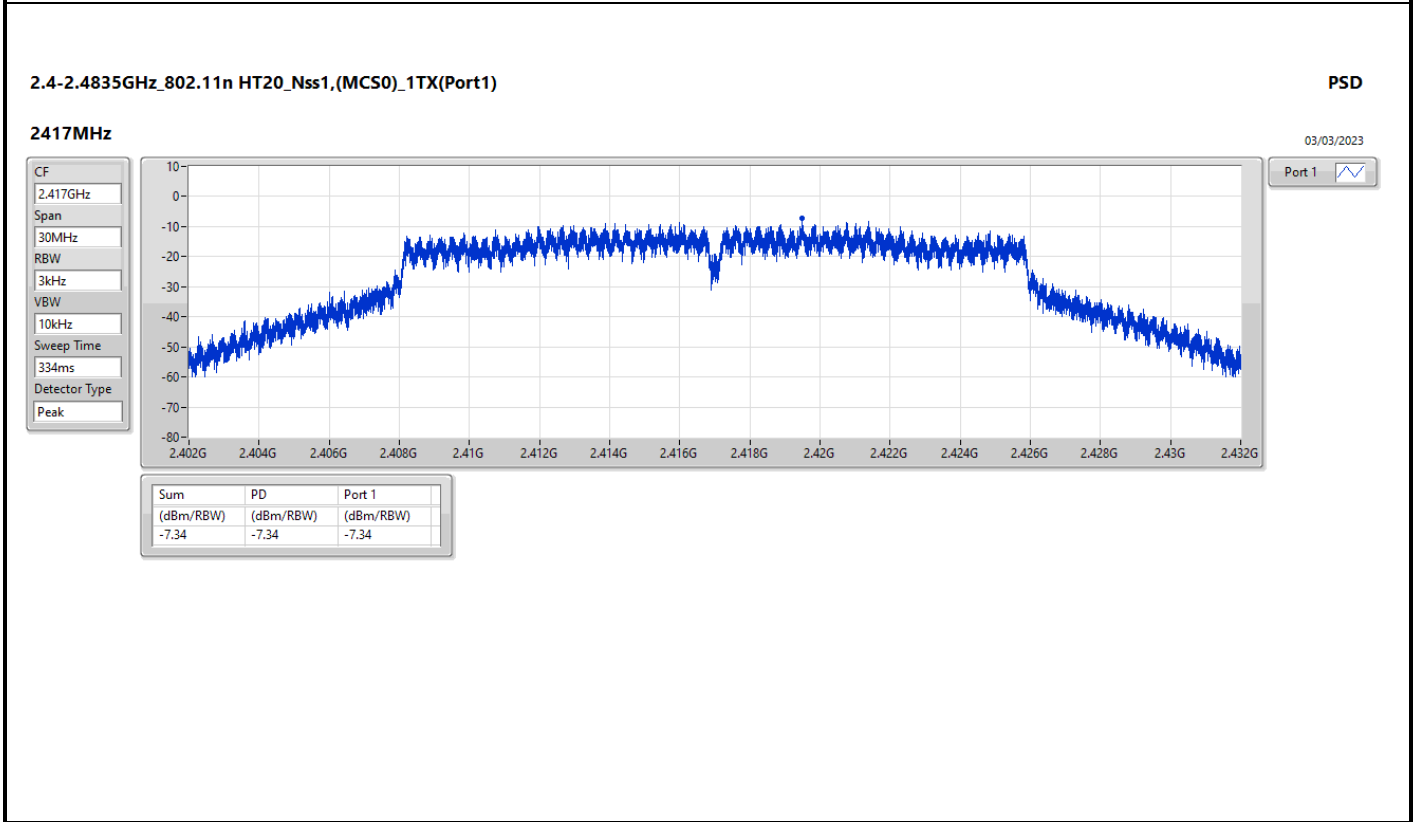 2.4-2.4835GHz_802.11n HT20_Nss1,(MCS0)_1TX(Port1) PSD
2417MHz
03/03/2023
CF
2.417GHz
Span
30MHz
RBW
3kHz
VBW
10kHz
Sweep Time
334ms
Detector Type
Peak
10
0
-10
-20
-30
-40
-50
-60
-70
-80
2.402G 2.404G 2.406G 2.408G 2.41G 2.412G 2.414G 2.416G 2.418G 2.42G 2.422G 2.424G 2.426G 2.428G 2.43G 2.432G
Port 1
Sum PD Port 1
(dBm/RBW) (dBm/RBW) (dBm/RBW)
-7.34 -7.34 -7.34